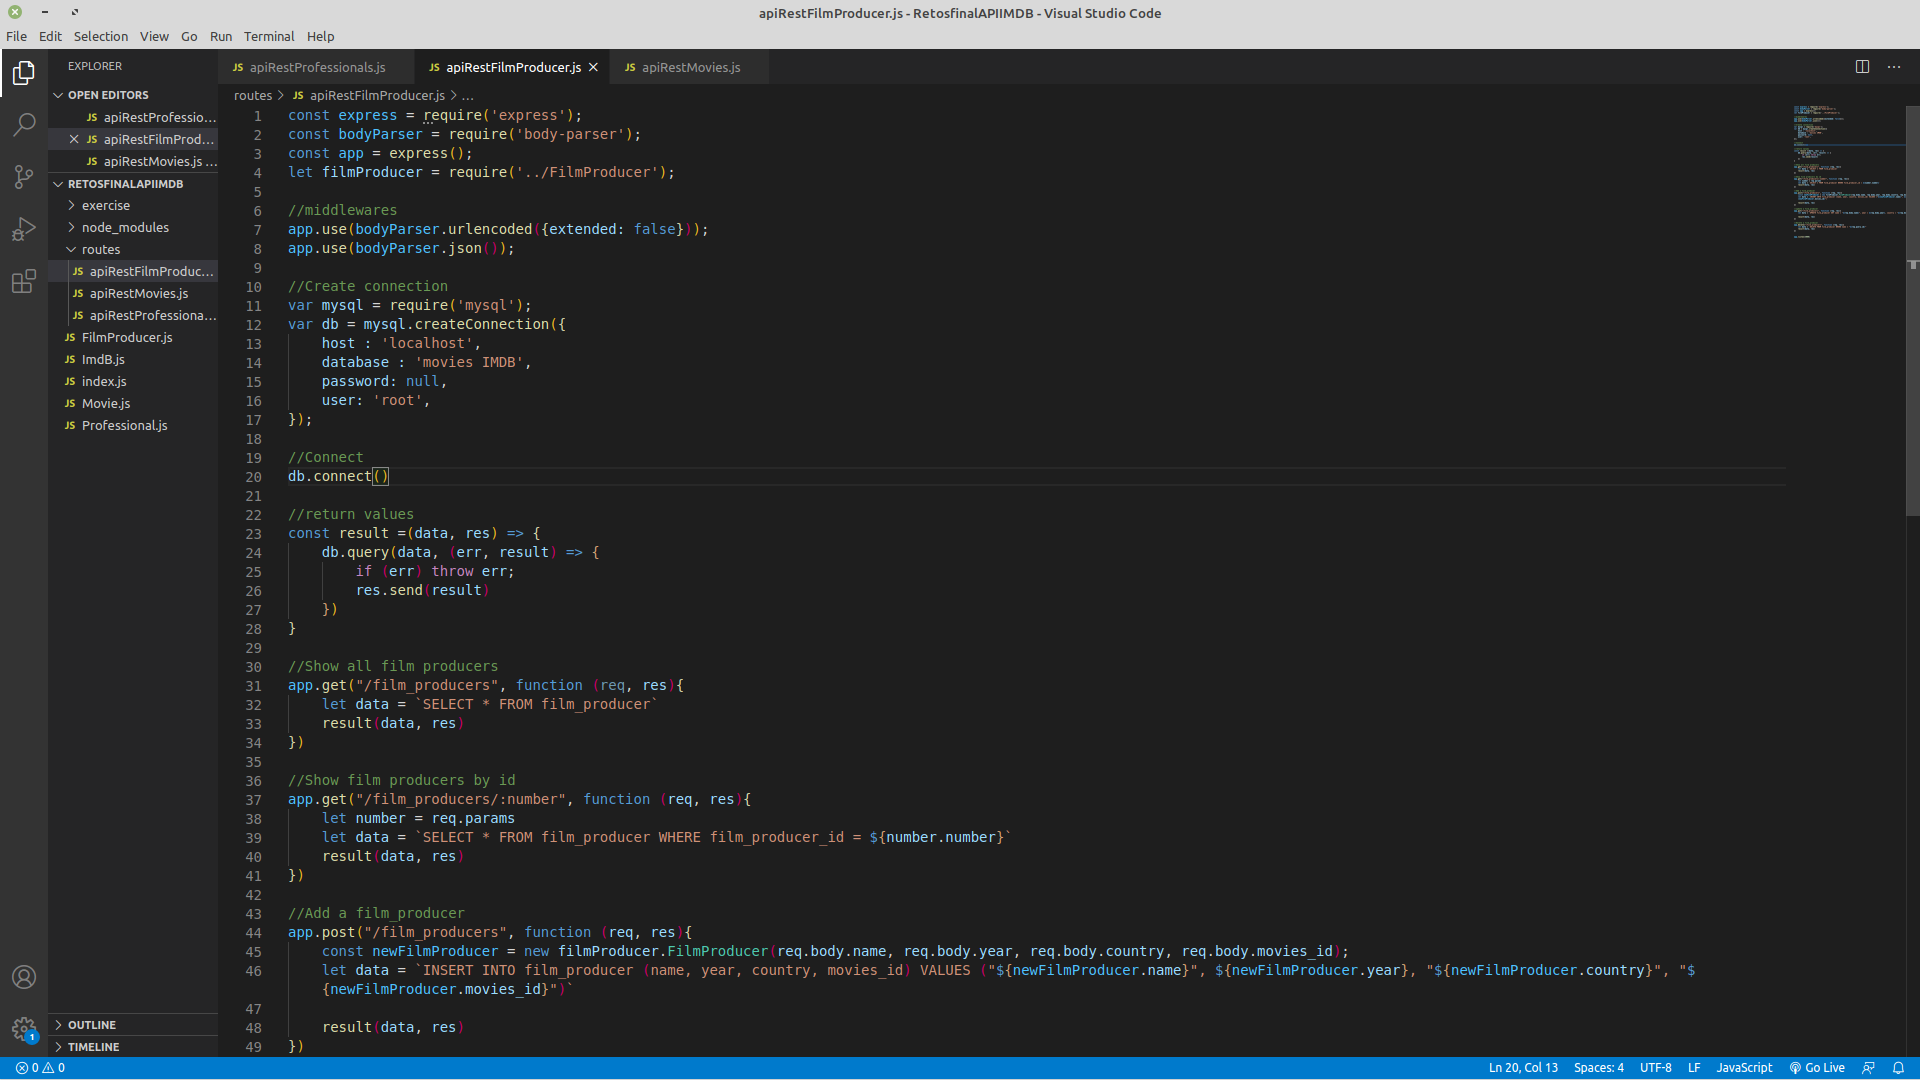 apiRestFilmProducer.js - RetosfinalAPIIMDB - Visual Studio Code
File Edit Selection View Go Run Terminal Help
EXPLORER
OPEN EDITORS
JS apiRestProfessio...
JS apiRestFilmProd...
JS apiRestMovies.js ...
RETOSFINALAPIIMDB
exercise
node_modules
routes
JS apiRestFilmProduc...
JS apiRestMovies.js
JS apiRestProfessiona...
JS FilmProducer.js
JS ImdB.js
JS index.js
JS Movie.js
JS Professional.js
OUTLINE
TIMELINE
1
JS apiRestProfessionals.js JS apiRestFilmProducer.js JS apiRestMovies.js
routes > JS apiRestFilmProducer.js > ...
1 const express = require('express');
2 const bodyParser = require('body-parser');
3 const app = express();
4 let filmProducer = require('../FilmProducer');
5
6 //middlewares
7 app.use(bodyParser.urlencoded({extended: false}));
8 app.use(bodyParser.json());
9
10 //Create connection
11 var mysql = require('mysql');
12 var db = mysql.createConnection({
13 host : 'localhost',
14 database : 'movies IMDB',
15 password: null,
16 user: 'root',
17 });
18
19 //Connect
20 db.connect()
21
22 //return values
23 const result =(data, res) => {
24 db.query(data, (err, result) => {
25 if (err) throw err;
26 res.send(result)
27 })
28 }
29
30 //Show all film producers
31 app.get("/film_producers", function (req, res){
32 let data = `SELECT * FROM film_producer`
33 result(data, res)
34 })
35
36 //Show film producers by id
37 app.get("/film_producers/:number", function (req, res){
38 let number = req.params
39 let data = `SELECT * FROM film_producer WHERE film_producer_id = ${number.number}`
40 result(data, res)
41 })
42
43 //Add a film_producer
44 app.post("/film_producers", function (req, res){
45 const newFilmProducer = new filmProducer.FilmProducer(req.body.name, req.body.year, req.body.country, req.body.movies_id);
46 let data = `INSERT INTO film_producer (name, year, country, movies_id) VALUES ("${newFilmProducer.name}", ${newFilmProducer.year}, "${newFilmProducer.country}", "$
{newFilmProducer.movies_id}")`
47
48 result(data, res)
49 })
0 0 Ln 20, Col 13 Spaces: 4 UTF-8 LF JavaScript Go Live